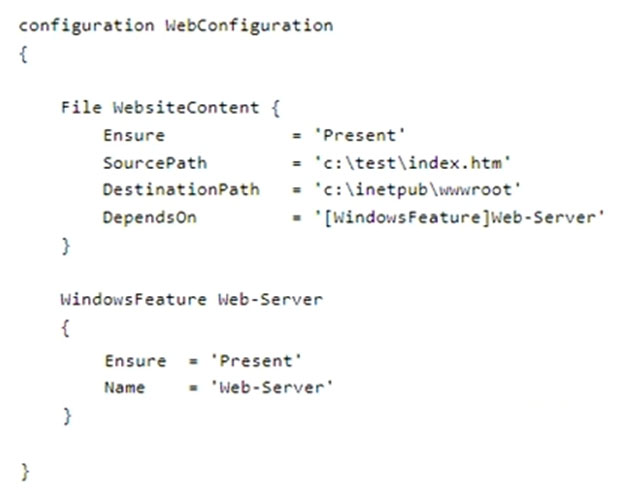 configuration WebConfiguration
{
File WebsiteContent {
Ensure = 'Present'
SourcePath = 'c:\test\index.htm'
DestinationPath = 'c:\inetpub\wwwroot'
DependsOn = '[WindowsFeature]Web-Server'
}
WindowsFeature Web-Server
{
Ensure = 'Present'
Name = 'Web-Server'
}
}